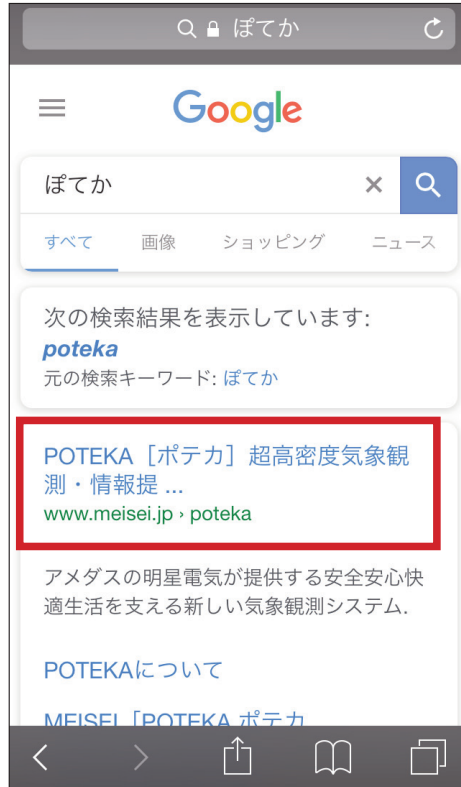 ぽてか
Google
ぽてか
すべて 画像 ショッピング ニュース
次の検索結果を表示しています:
poteka
元の検索キーワード: ぽてか
POTEKA［ポテカ］超高密度気象観
測・情報提 ...
www.meisei.jp › poteka
アメダスの明星電気が提供する安全安心快
適生活を支える新しい気象観測システム.
POTEKAについて
MEISEI「POTEKA ポテカ